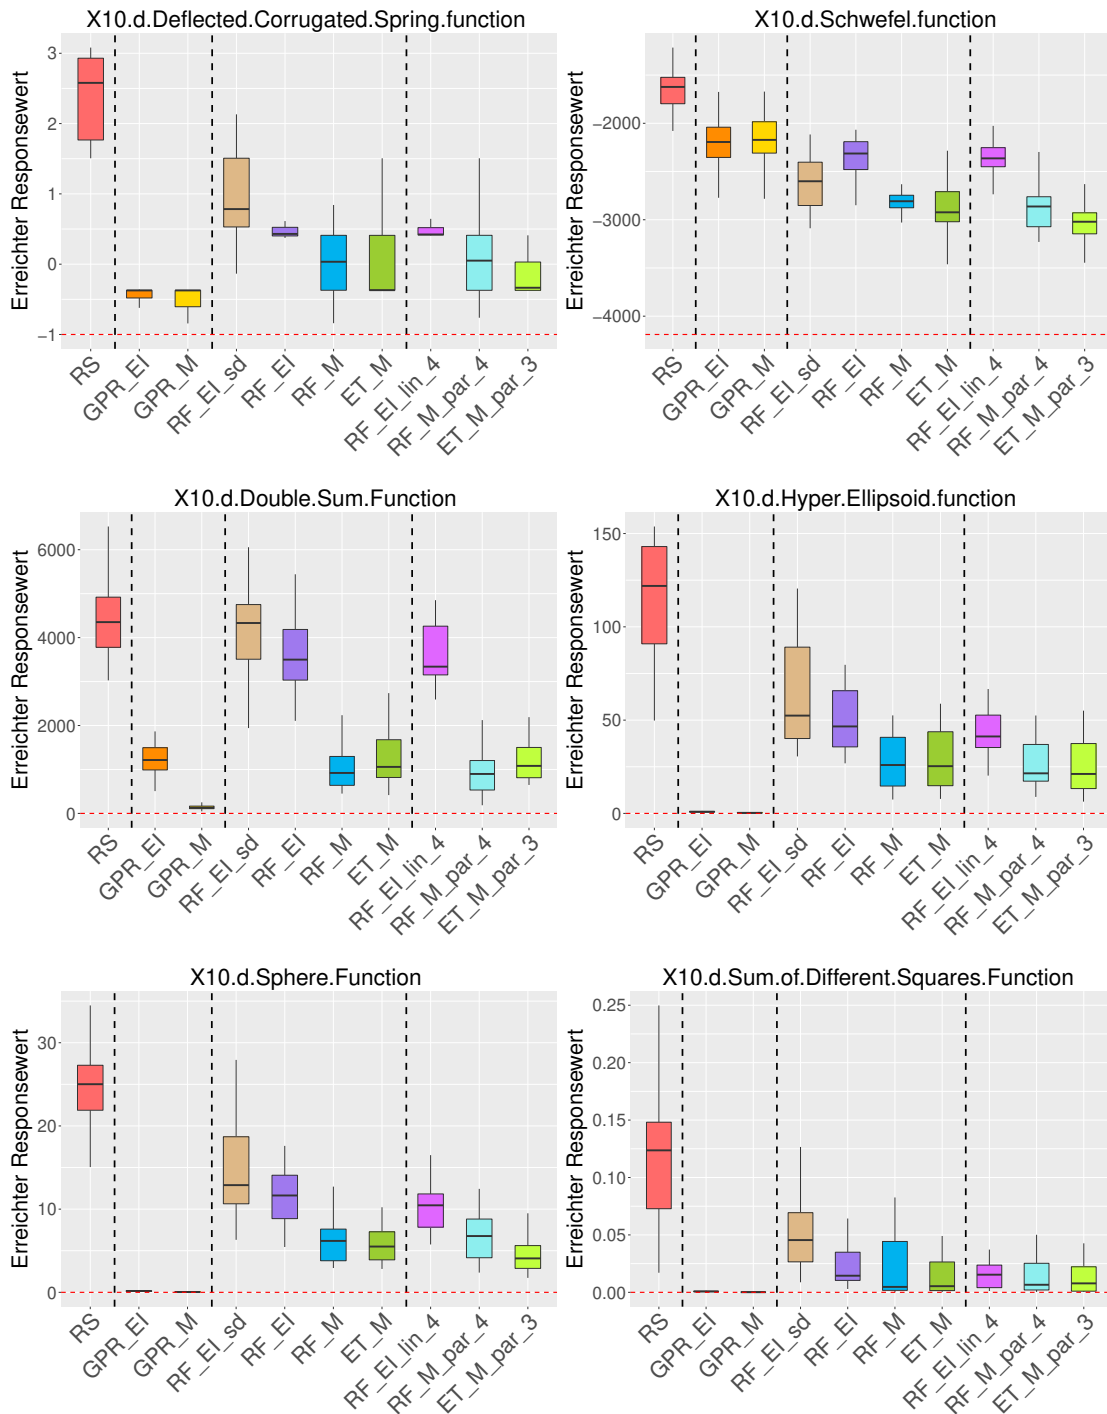 X10.d.Deflected.Corrugated.Spring.function
Erreichter Responsewert
3
2
1
0
−1
RS
GPR_EI
GPR_M
RF_EI_sd
RF_EI
RF_M
ET_M
RF_EI_lin_4
RF_M_par_4
ET_M_par_3
X10.d.Schwefel.function
Erreichter Responsewert
−2000
−3000
−4000
RS
GPR_EI
GPR_M
RF_EI_sd
RF_EI
RF_M
ET_M
RF_EI_lin_4
RF_M_par_4
ET_M_par_3
X10.d.Double.Sum.Function
Erreichter Responsewert
6000
4000
2000
0
RS
GPR_EI
GPR_M
RF_EI_sd
RF_EI
RF_M
ET_M
RF_EI_lin_4
RF_M_par_4
ET_M_par_3
X10.d.Hyper.Ellipsoid.function
Erreichter Responsewert
150
100
50
0
RS
GPR_EI
GPR_M
RF_EI_sd
RF_EI
RF_M
ET_M
RF_EI_lin_4
RF_M_par_4
ET_M_par_3
X10.d.Sphere.Function
Erreichter Responsewert
30
20
10
0
RS
GPR_EI
GPR_M
RF_EI_sd
RF_EI
RF_M
ET_M
RF_EI_lin_4
RF_M_par_4
ET_M_par_3
X10.d.Sum.of.Different.Squares.Function
Erreichter Responsewert
0.25
0.20
0.15
0.10
0.05
0.00
RS
GPR_EI
GPR_M
RF_EI_sd
RF_EI
RF_M
ET_M
RF_EI_lin_4
RF_M_par_4
ET_M_par_3